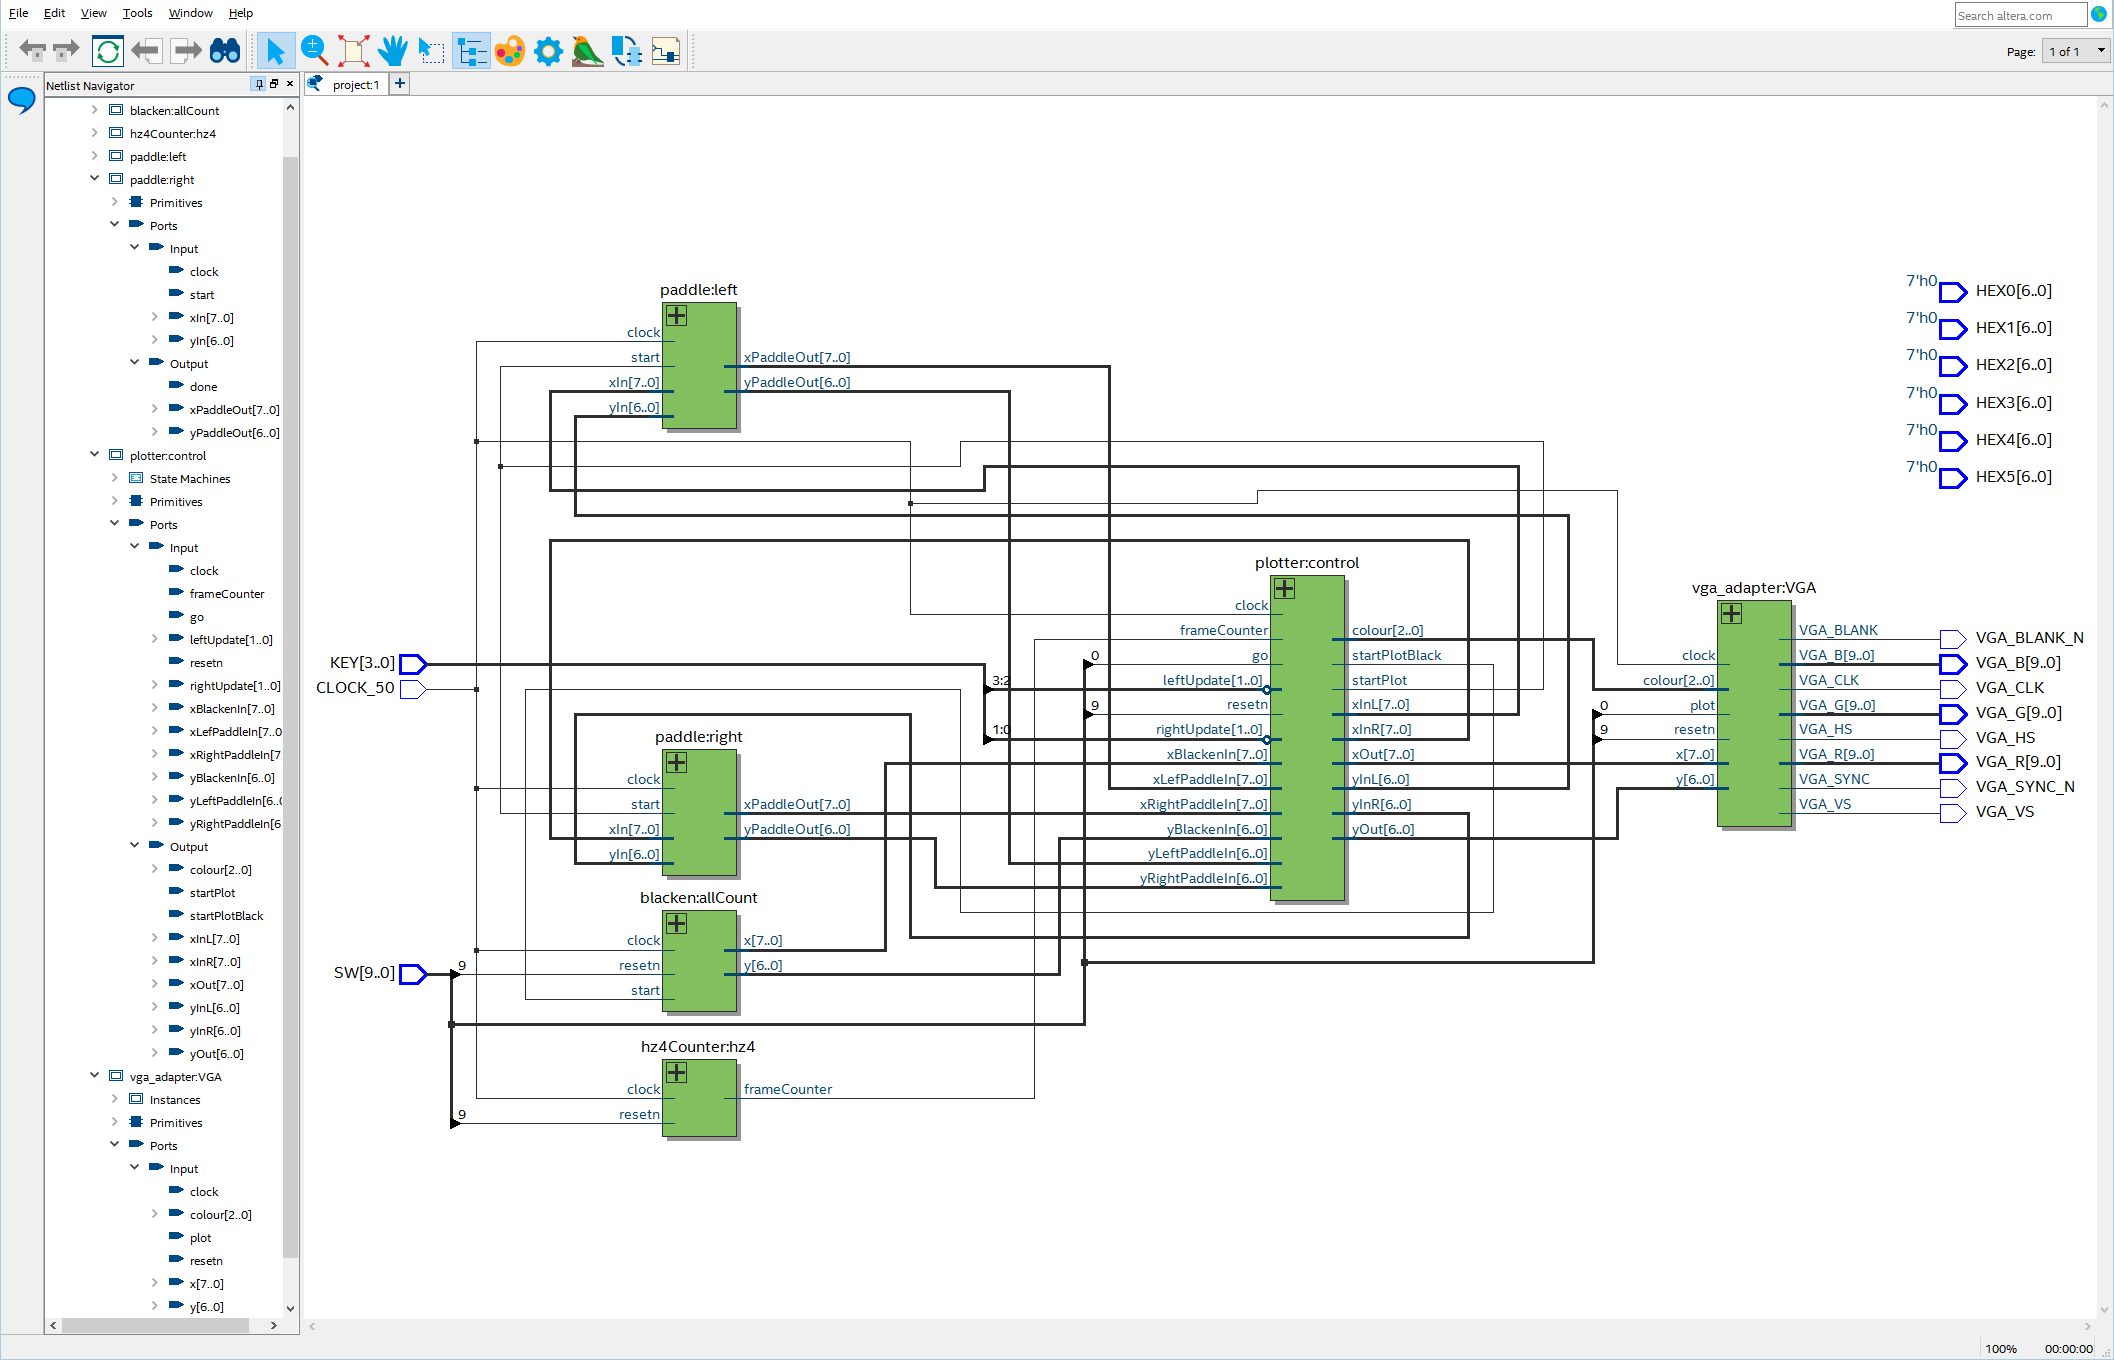 File Edit View Tools Window Help
Search altera.com
Page: 1 of 1
Netlist Navigator
project:1
blacken:allCount
hz4Counter:hz4
paddle:left
paddle:right
Primitives
Ports
Input
clock
start
xIn[7..0]
yIn[6..0]
Output
done
xPaddleOut[7..0]
yPaddleOut[6..0]
plotter:control
State Machines
Primitives
Ports
Input
clock
frameCounter
go
leftUpdate[1..0]
resetn
rightUpdate[1..0]
xBlackenIn[7..0]
xLefPaddleIn[7..0
xRightPaddleIn[7
yBlackenIn[6..0]
yLeftPaddleIn[6..
yRightPaddleIn[6
Output
colour[2..0]
startPlot
startPlotBlack
xInL[7..0]
xInR[7..0]
xOut[7..0]
yInL[6..0]
yInR[6..0]
yOut[6..0]
vga_adapter:VGA
Instances
Primitives
Ports
Input
clock
colour[2..0]
plot
resetn
x[7..0]
y[6..0]
KEY[3..0]
CLOCK_50
SW[9..0]
9
9
paddle:left
clock
start
xIn[7..0]
yIn[6..0]
xPaddleOut[7..0]
yPaddleOut[6..0]
paddle:right
clock
start
xIn[7..0]
yIn[6..0]
xPaddleOut[7..0]
yPaddleOut[6..0]
blacken:allCount
clock
resetn
start
x[7..0]
y[6..0]
hz4Counter:hz4
clock
resetn
frameCounter
3:2
1:0
0
9
plotter:control
clock
frameCounter
go
leftUpdate[1..0]
resetn
rightUpdate[1..0]
xBlackenIn[7..0]
xLefPaddleIn[7..0]
xRightPaddleIn[7..0]
yBlackenIn[6..0]
yLeftPaddleIn[6..0]
yRightPaddleIn[6..0]
colour[2..0]
startPlotBlack
startPlot
xInL[7..0]
xInR[7..0]
xOut[7..0]
yInL[6..0]
yInR[6..0]
yOut[6..0]
0
9
vga_adapter:VGA
clock
colour[2..0]
plot
resetn
x[7..0]
y[6..0]
VGA_BLANK
VGA_B[9..0]
VGA_CLK
VGA_G[9..0]
VGA_HS
VGA_R[9..0]
VGA_SYNC
VGA_VS
7'h0 HEX0[6..0]
7'h0 HEX1[6..0]
7'h0 HEX2[6..0]
7'h0 HEX3[6..0]
7'h0 HEX4[6..0]
7'h0 HEX5[6..0]
VGA_BLANK_N
VGA_B[9..0]
VGA_CLK
VGA_G[9..0]
VGA_HS
VGA_R[9..0]
VGA_SYNC_N
VGA_VS
100% 00:00:00